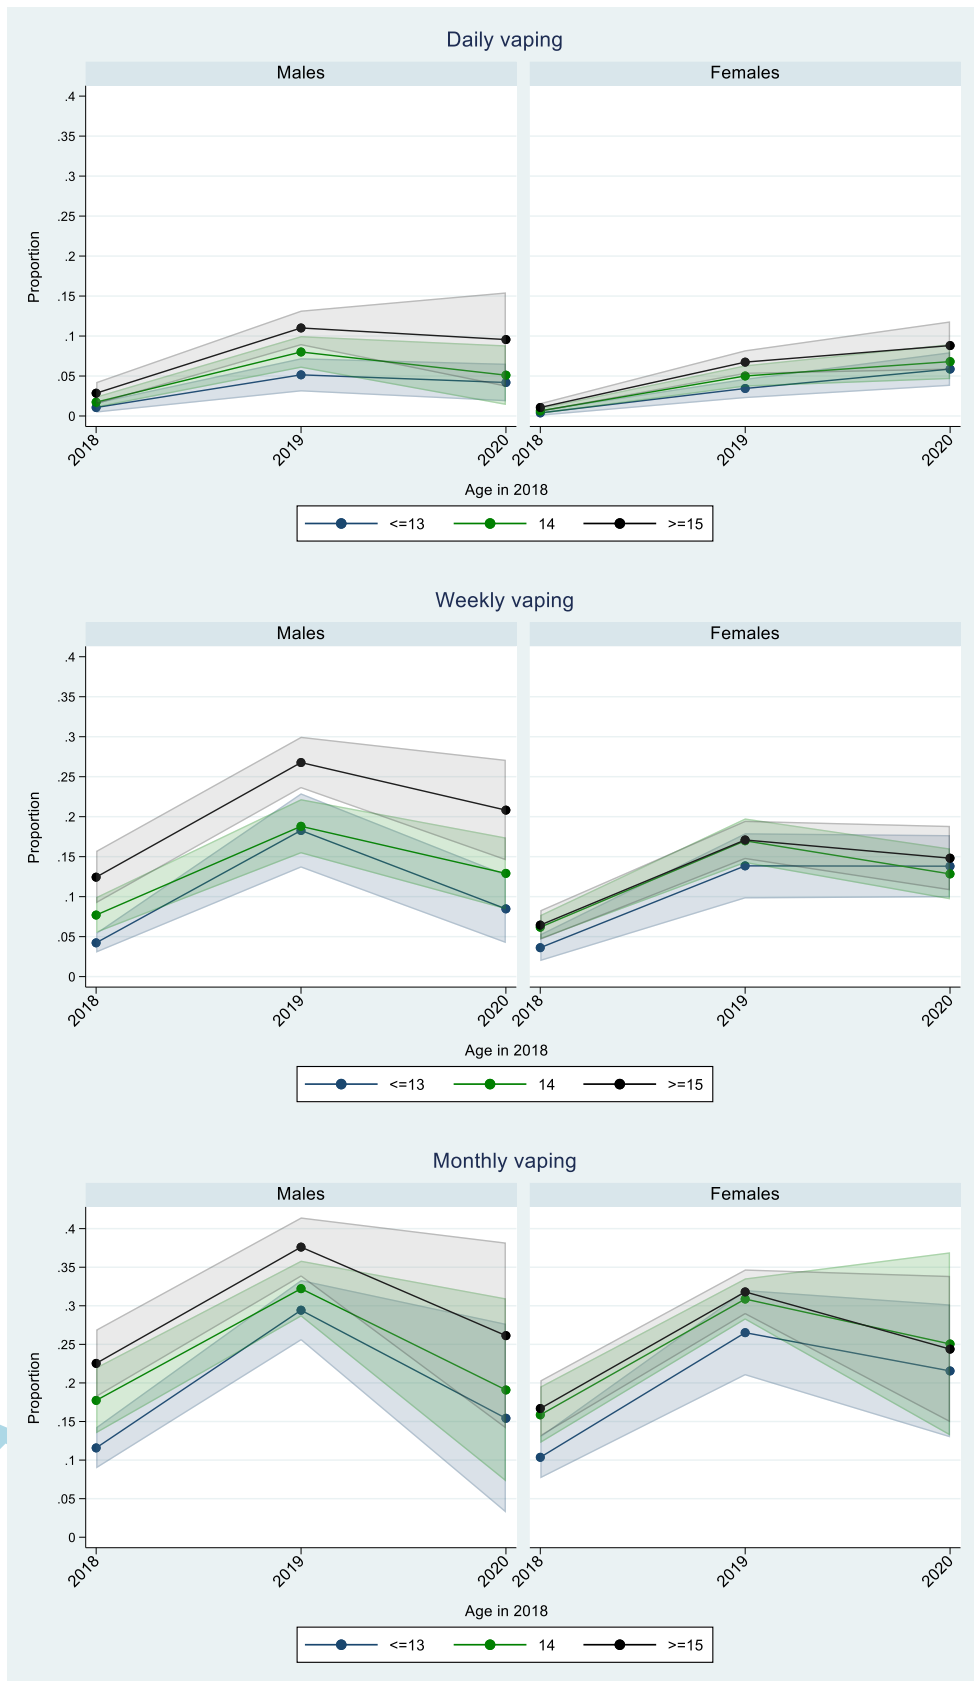 Daily vaping
Males
Females
Proportion
.4
.35
.3
.25
.2
.15
.1
.05
0
2018
2019
2020
2018
2019
2020
Age in 2018
<=13 14 >=15
Weekly vaping
Males
Females
Proportion
.4
.35
.3
.25
.2
.15
.1
.05
0
2018
2019
2020
2018
2019
2020
Age in 2018
<=13 14 >=15
Monthly vaping
Males
Females
Proportion
.4
.35
.3
.25
.2
.15
.1
.05
0
2018
2019
2020
2018
2019
2020
Age in 2018
<=13 14 >=15